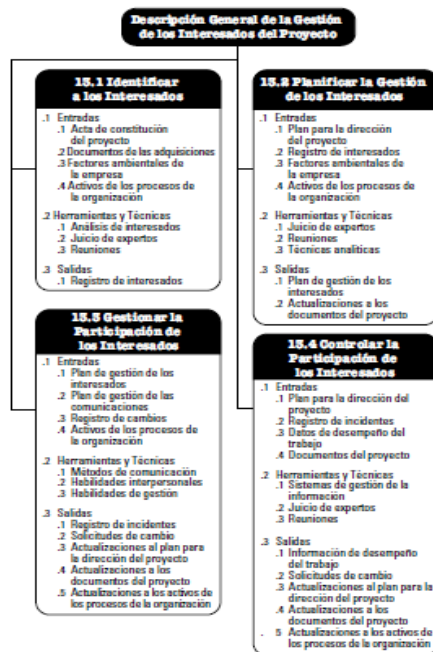 Descripción General de la Gestión
de los Interesados del Proyecto
13.1 Identificar
a los Interesados
.1 Entradas
.1 Acta de constitución
del proyecto
.2 Documentos de las adquisiciones
.3 Factores ambientales de
la empresa
.4 Activos de los procesos de
la organización
.2 Herramientas y Técnicas
.1 Análisis de interesados
.2 Juicio de expertos
.3 Reuniones
.3 Salidas
.1 Registro de interesados
13.2 Planificar la Gestión
de los Interesados
.1 Entradas
.1 Plan para la dirección
del proyecto
.2 Registro de interesados
.3 Factores ambientales de
la empresa
.4 Activos de los procesos de
la organización
.2 Herramientas y Técnicas
.1 Juicio de expertos
.2 Reuniones
.3 Técnicas analíticas
.3 Salidas
.1 Plan de gestión de los
interesados
.2 Actualizaciones a los
documentos del proyecto
13.3 Gestionar la
Participación de
los Interesados
.1 Entradas
.1 Plan de gestión de los
interesados
.2 Plan de gestión de las
comunicaciones
.3 Registro de cambios
.4 Activos de los procesos de
la organización
.2 Herramientas y Técnicas
.1 Métodos de comunicación
.2 Habilidades interpersonales
.3 Habilidades de gestión
.3 Salidas
.1 Registro de incidentes
.2 Solicitudes de cambio
.3 Actualizaciones al plan para
la dirección del proyecto
.4 Actualizaciones a los
documentos del proyecto
.5 Actualizaciones a los activos de
los procesos de la organización
13.4 Controlar la
Participación de
los Interesados
.1 Entradas
.1 Plan para la dirección del
proyecto
.2 Registro de incidentes
.3 Datos de desempeño del
trabajo
.4 Documentos del proyecto
.2 Herramientas y Técnicas
.1 Sistemas de gestión de la
información
.2 Juicio de expertos
.3 Reuniones
.3 Salidas
.1 Información de desempeño
del trabajo
.2 Solicitudes de cambio
.3 Actualizaciones al plan para la
dirección del proyecto
.4 Actualizaciones a los
documentos del proyecto
. 5 Actualizaciones a los activos de
los procesos de la organización